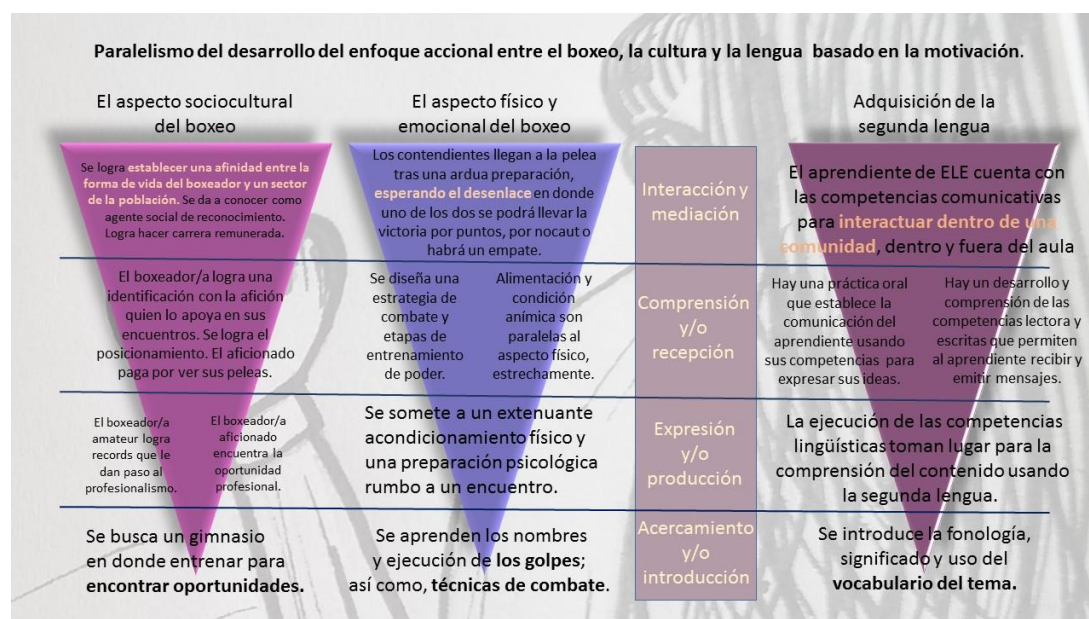 Paralelismo del desarrollo del enfoque accional entre el boxeo, la cultura y la lengua basado en la motivación.
El aspecto sociocultural
del boxeo
Se logra establecer una afinidad entre la
forma de vida del boxeador y un sector
de la población. Se da a conocer como
agente social de reconocimiento.
Logra hacer carrera remunerada.
El boxeador/a logra una
identificación con la afición
quien lo apoya en sus
encuentros. Se logra el
posicionamiento. El aficionado
paga por ver sus peleas.
El boxeador/a
amateur logra
records que le
dan paso al
profesionalismo.
El boxeador/a
aficionado
encuentra la
oportunidad
profesional.
Se busca un gimnasio
en donde entrenar para
encontrar oportunidades.
El aspecto físico y
emocional del boxeo
Los contendientes llegan a la pelea
tras una ardua preparación,
esperando el desenlace en donde
uno de los dos se podrá llevar la
victoria por puntos, por nocaut o
habrá un empate.
Se diseña una
estrategia de
combate y
etapas de
entrenamiento
de poder.
Alimentación y
condición
anímica son
paralelas al
aspecto físico,
estrechamente.
Se somete a un extenuante
acondicionamiento físico y
una preparación psicológica
rumbo a un encuentro.
Se aprenden los nombres
y ejecución de los golpes;
así como, técnicas de combate.
Interacción y
mediación
Comprensión
y/o
recepción
Expresión
y/o
producción
Acercamiento
y/o
introducción
Adquisición de la
segunda lengua
El aprendiente de ELE cuenta con
las competencias comunicativas
para interactuar dentro de una
comunidad, dentro y fuera del aula
Hay una práctica oral
que establece la
comunicación del
aprendiente usando
sus competencias para
expresar sus ideas.
Hay un desarrollo y
comprensión de las
competencias lectora y
escritas que permiten
al aprendiente recibir y
emitir mensajes.
La ejecución de las competencias
lingüísticas toman lugar para la
comprensión del contenido usando
la segunda lengua.
Se introduce la fonología,
significado y uso del
vocabulario del tema.